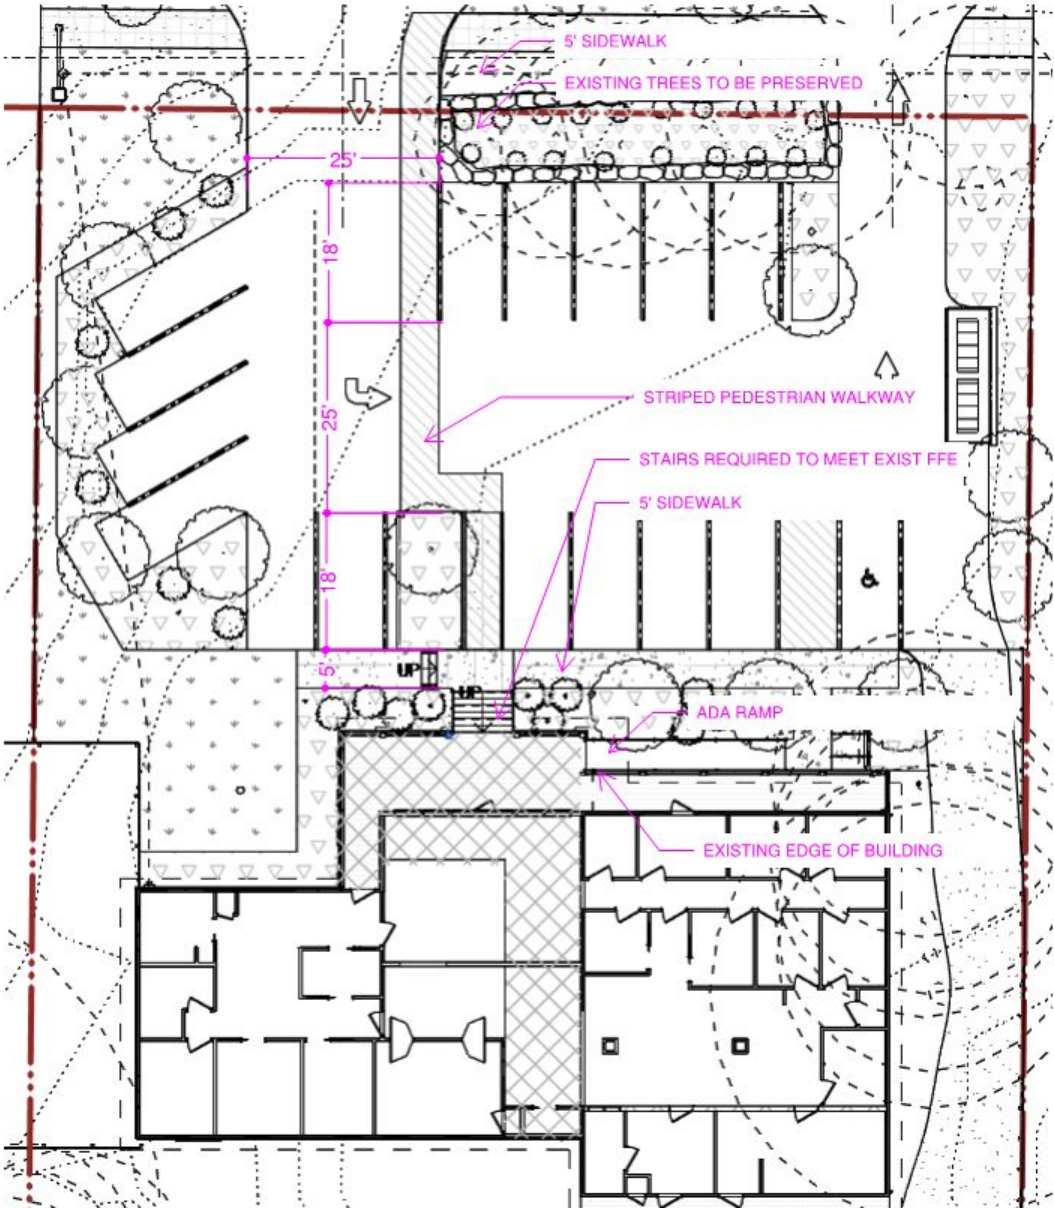 5' SIDEWALK
EXISTING TREES TO BE PRESERVED
25'
18'
25'
STRIPED PEDESTRIAN WALKWAY
STAIRS REQUIRED TO MEET EXIST FFE
5' SIDEWALK
18'
5'
UP
UP
ADA RAMP
EXISTING EDGE OF BUILDING